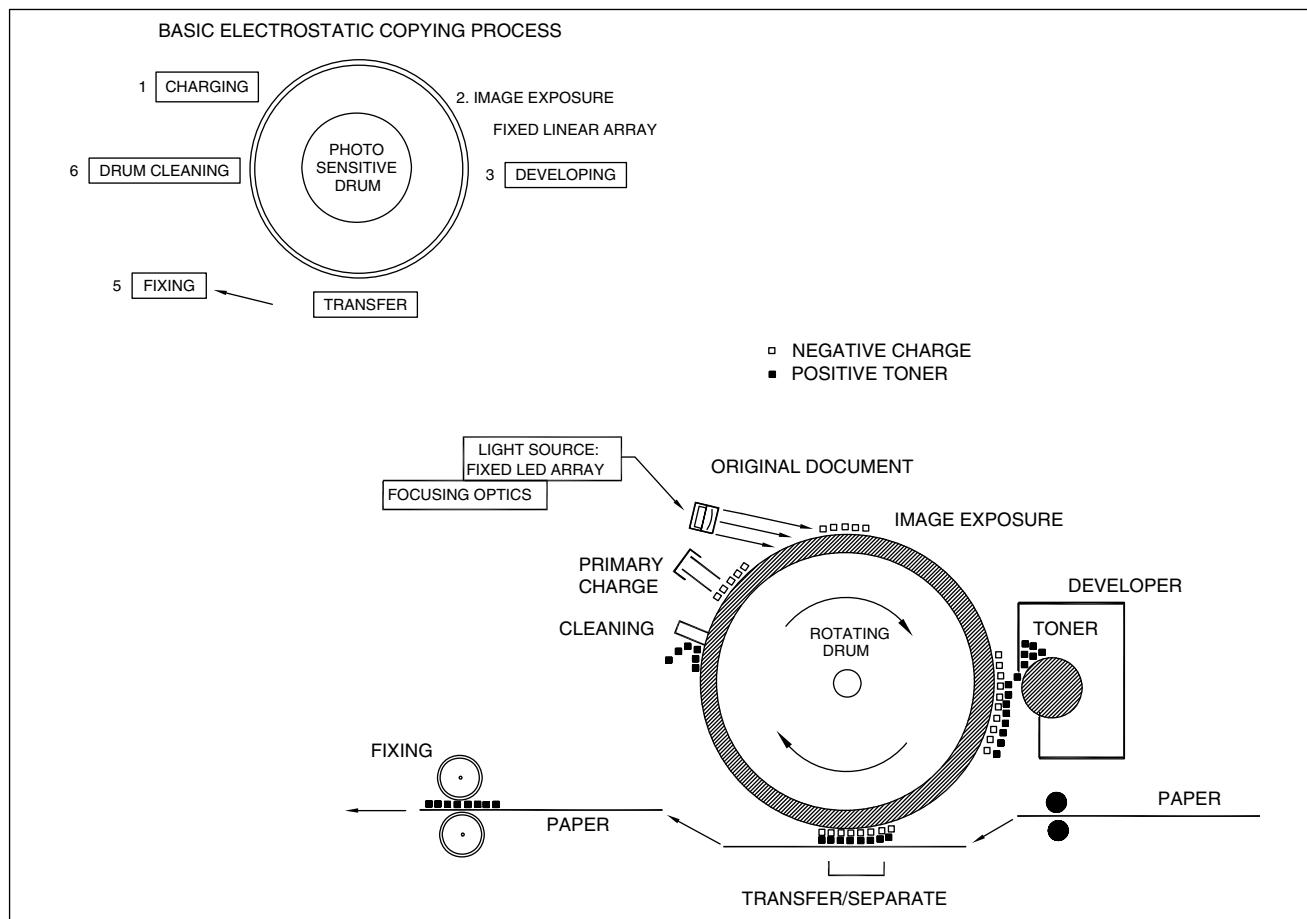 BASIC ELECTROSTATIC COPYING PROCESS
1 CHARGING
2. IMAGE EXPOSURE
FIXED LINEAR ARRAY
PHOTO
SENSITIVE
DRUM
6 DRUM CLEANING
3 DEVELOPING
5 FIXING
TRANSFER
NEGATIVE CHARGE
POSITIVE TONER
LIGHT SOURCE:
FIXED LED ARRAY
FOCUSING OPTICS
ORIGINAL DOCUMENT
IMAGE EXPOSURE
PRIMARY
CHARGE
DEVELOPER
CLEANING
TONER
ROTATING
DRUM
FIXING
PAPER
PAPER
TRANSFER/SEPARATE